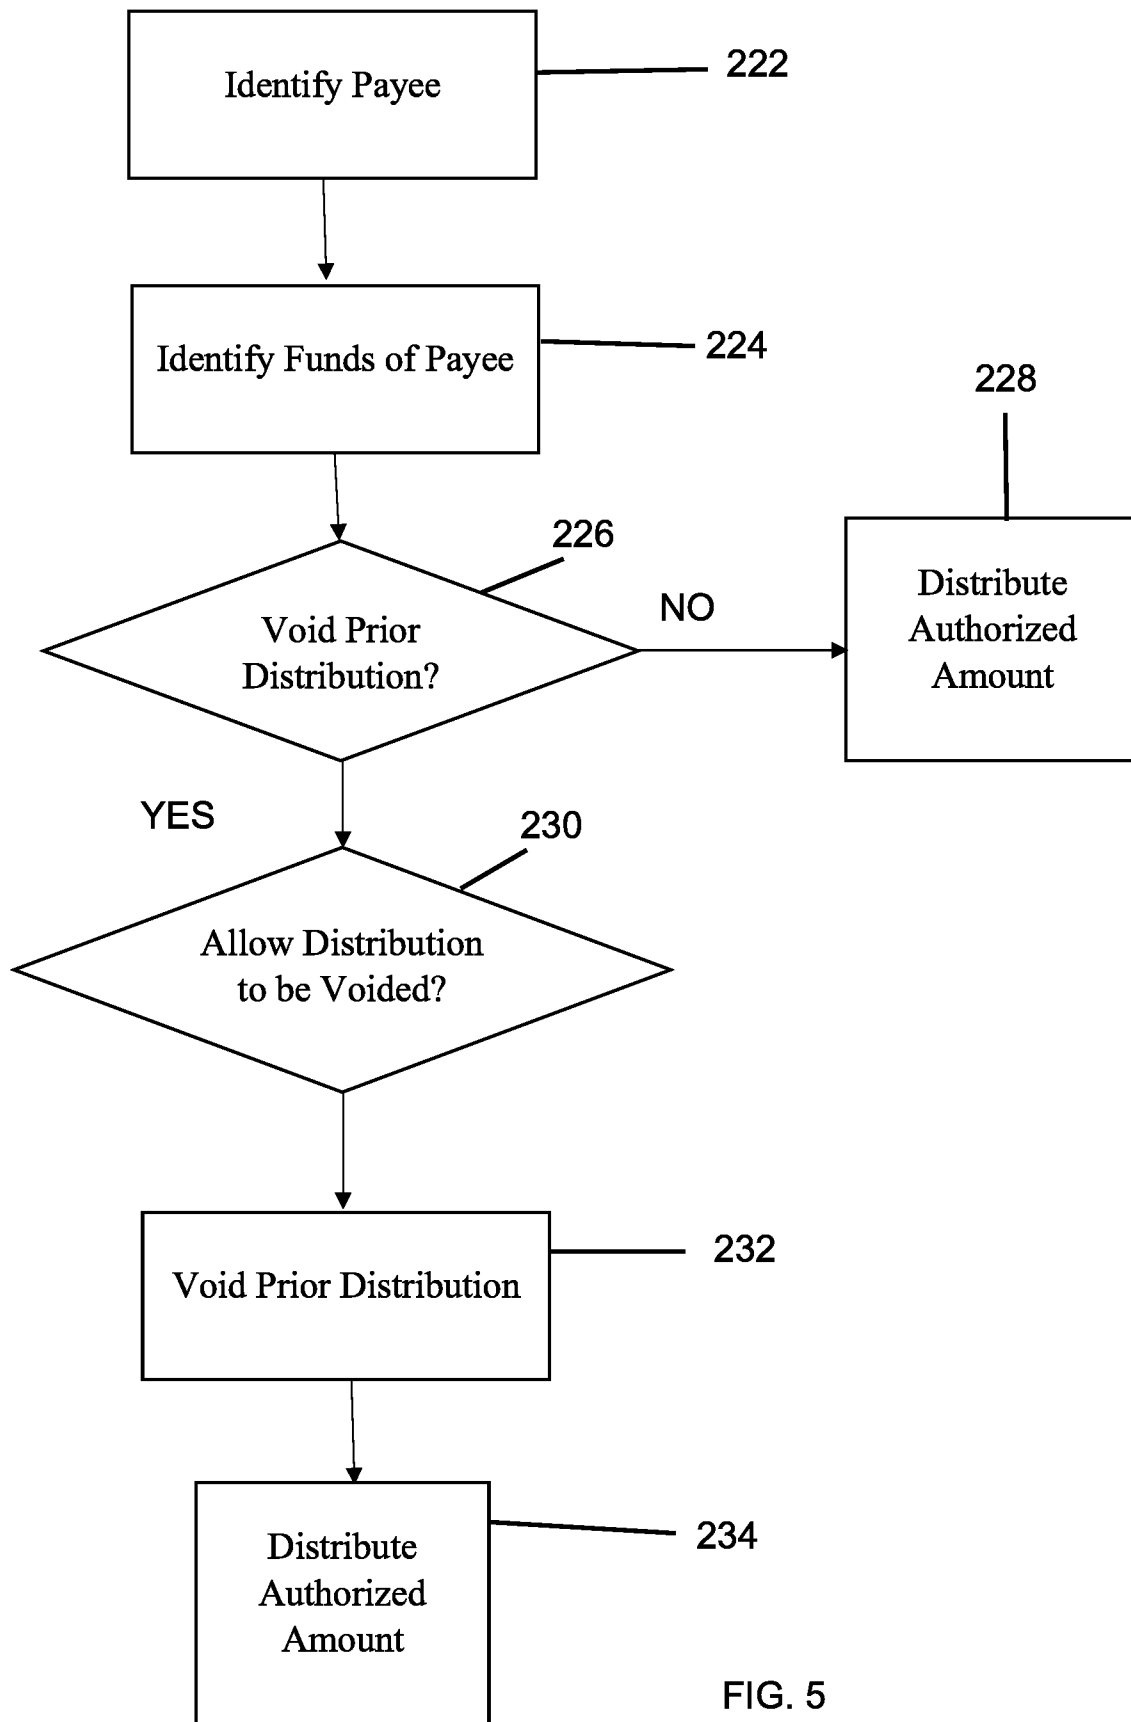 Identify Payee
222
Identify Funds of Payee
224
228
226
Void Prior
Distribution?
NO
Distribute
Authorized
Amount
YES
230
Allow Distribution
to be Voided?
Void Prior Distribution
232
Distribute
Authorized
Amount
234
FIG. 5